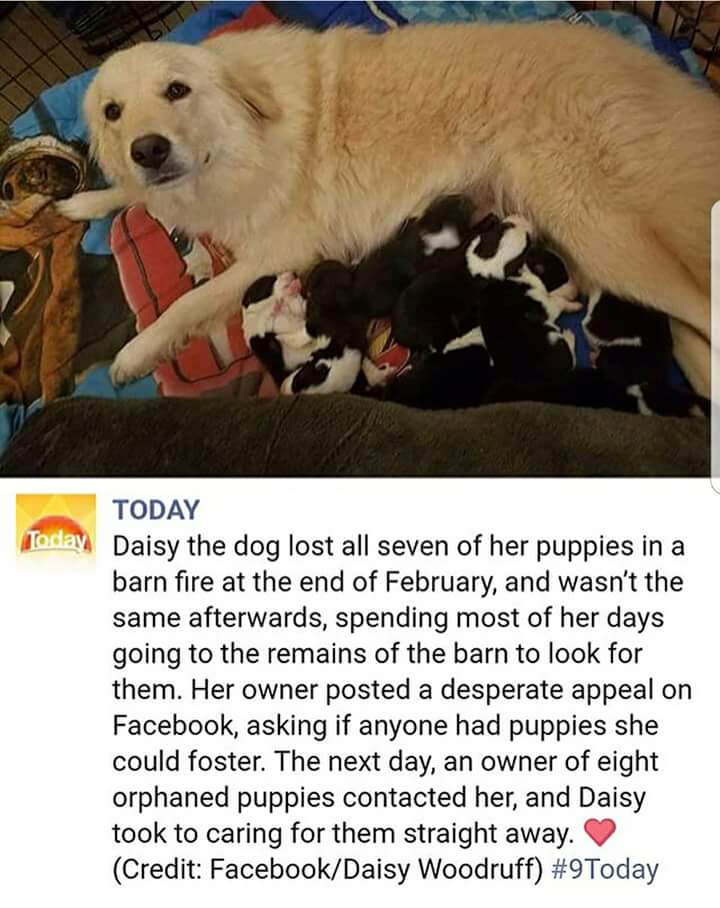 Today
TODAY
Daisy the dog lost all seven of her puppies in a
barn fire at the end of February, and wasn't the
same afterwards, spending most of her days
going to the remains of the barn to look for
them. Her owner posted a desperate appeal on
Facebook, asking if anyone had puppies she
could foster. The next day, an owner of eight
orphaned puppies contacted her, and Daisy
took to caring for them straight away. ❤️
(Credit: Facebook/Daisy Woodruff) #9Today